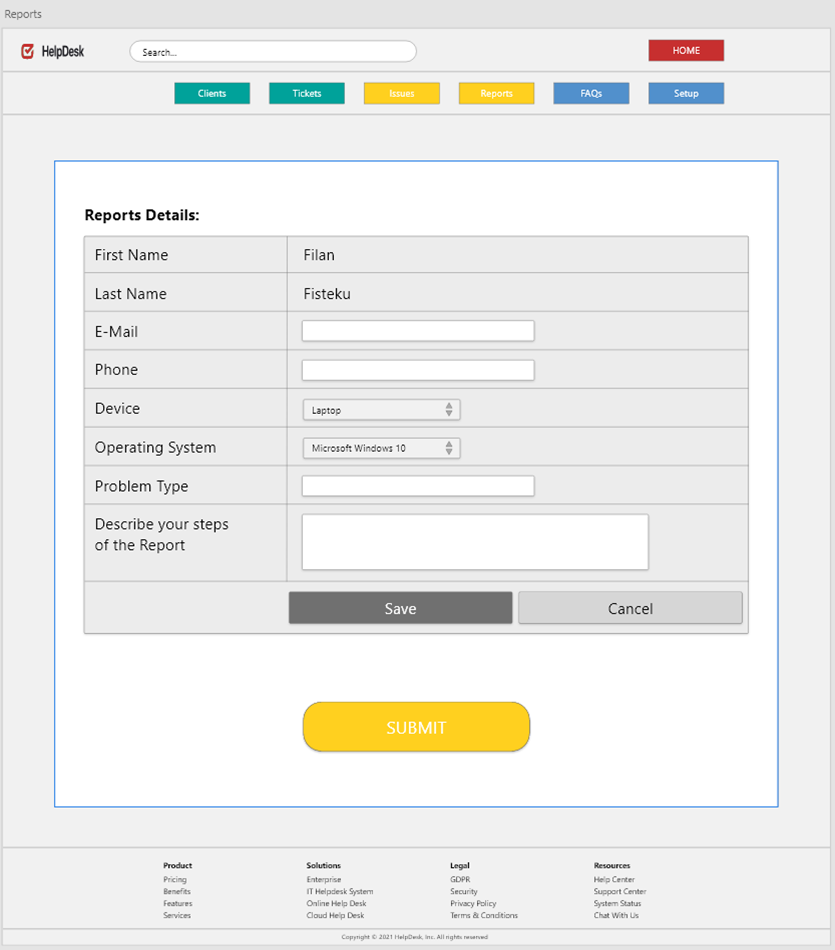 Reports
HelpDesk
Search...
HOME
Clients
Tickets
Issues
Reports
FAQs
Setup
Reports Details:
First Name
Filan
Last Name
Fisteku
E-Mail
Phone
Device
Laptop
Operating System
Microsoft Windows 10
Problem Type
Describe your steps
of the Report
Save
Cancel
SUBMIT
Product
Pricing
Benefits
Features
Services
Solutions
Enterprise
IT Helpdesk System
Online Help Desk
Cloud Help Desk
Legal
GDPR
Security
Privacy Policy
Terms & Conditions
Resources
Help Center
Support Center
System Status
Chat With Us
Copyright © 2021 HelpDesk, Inc. All rights reserved